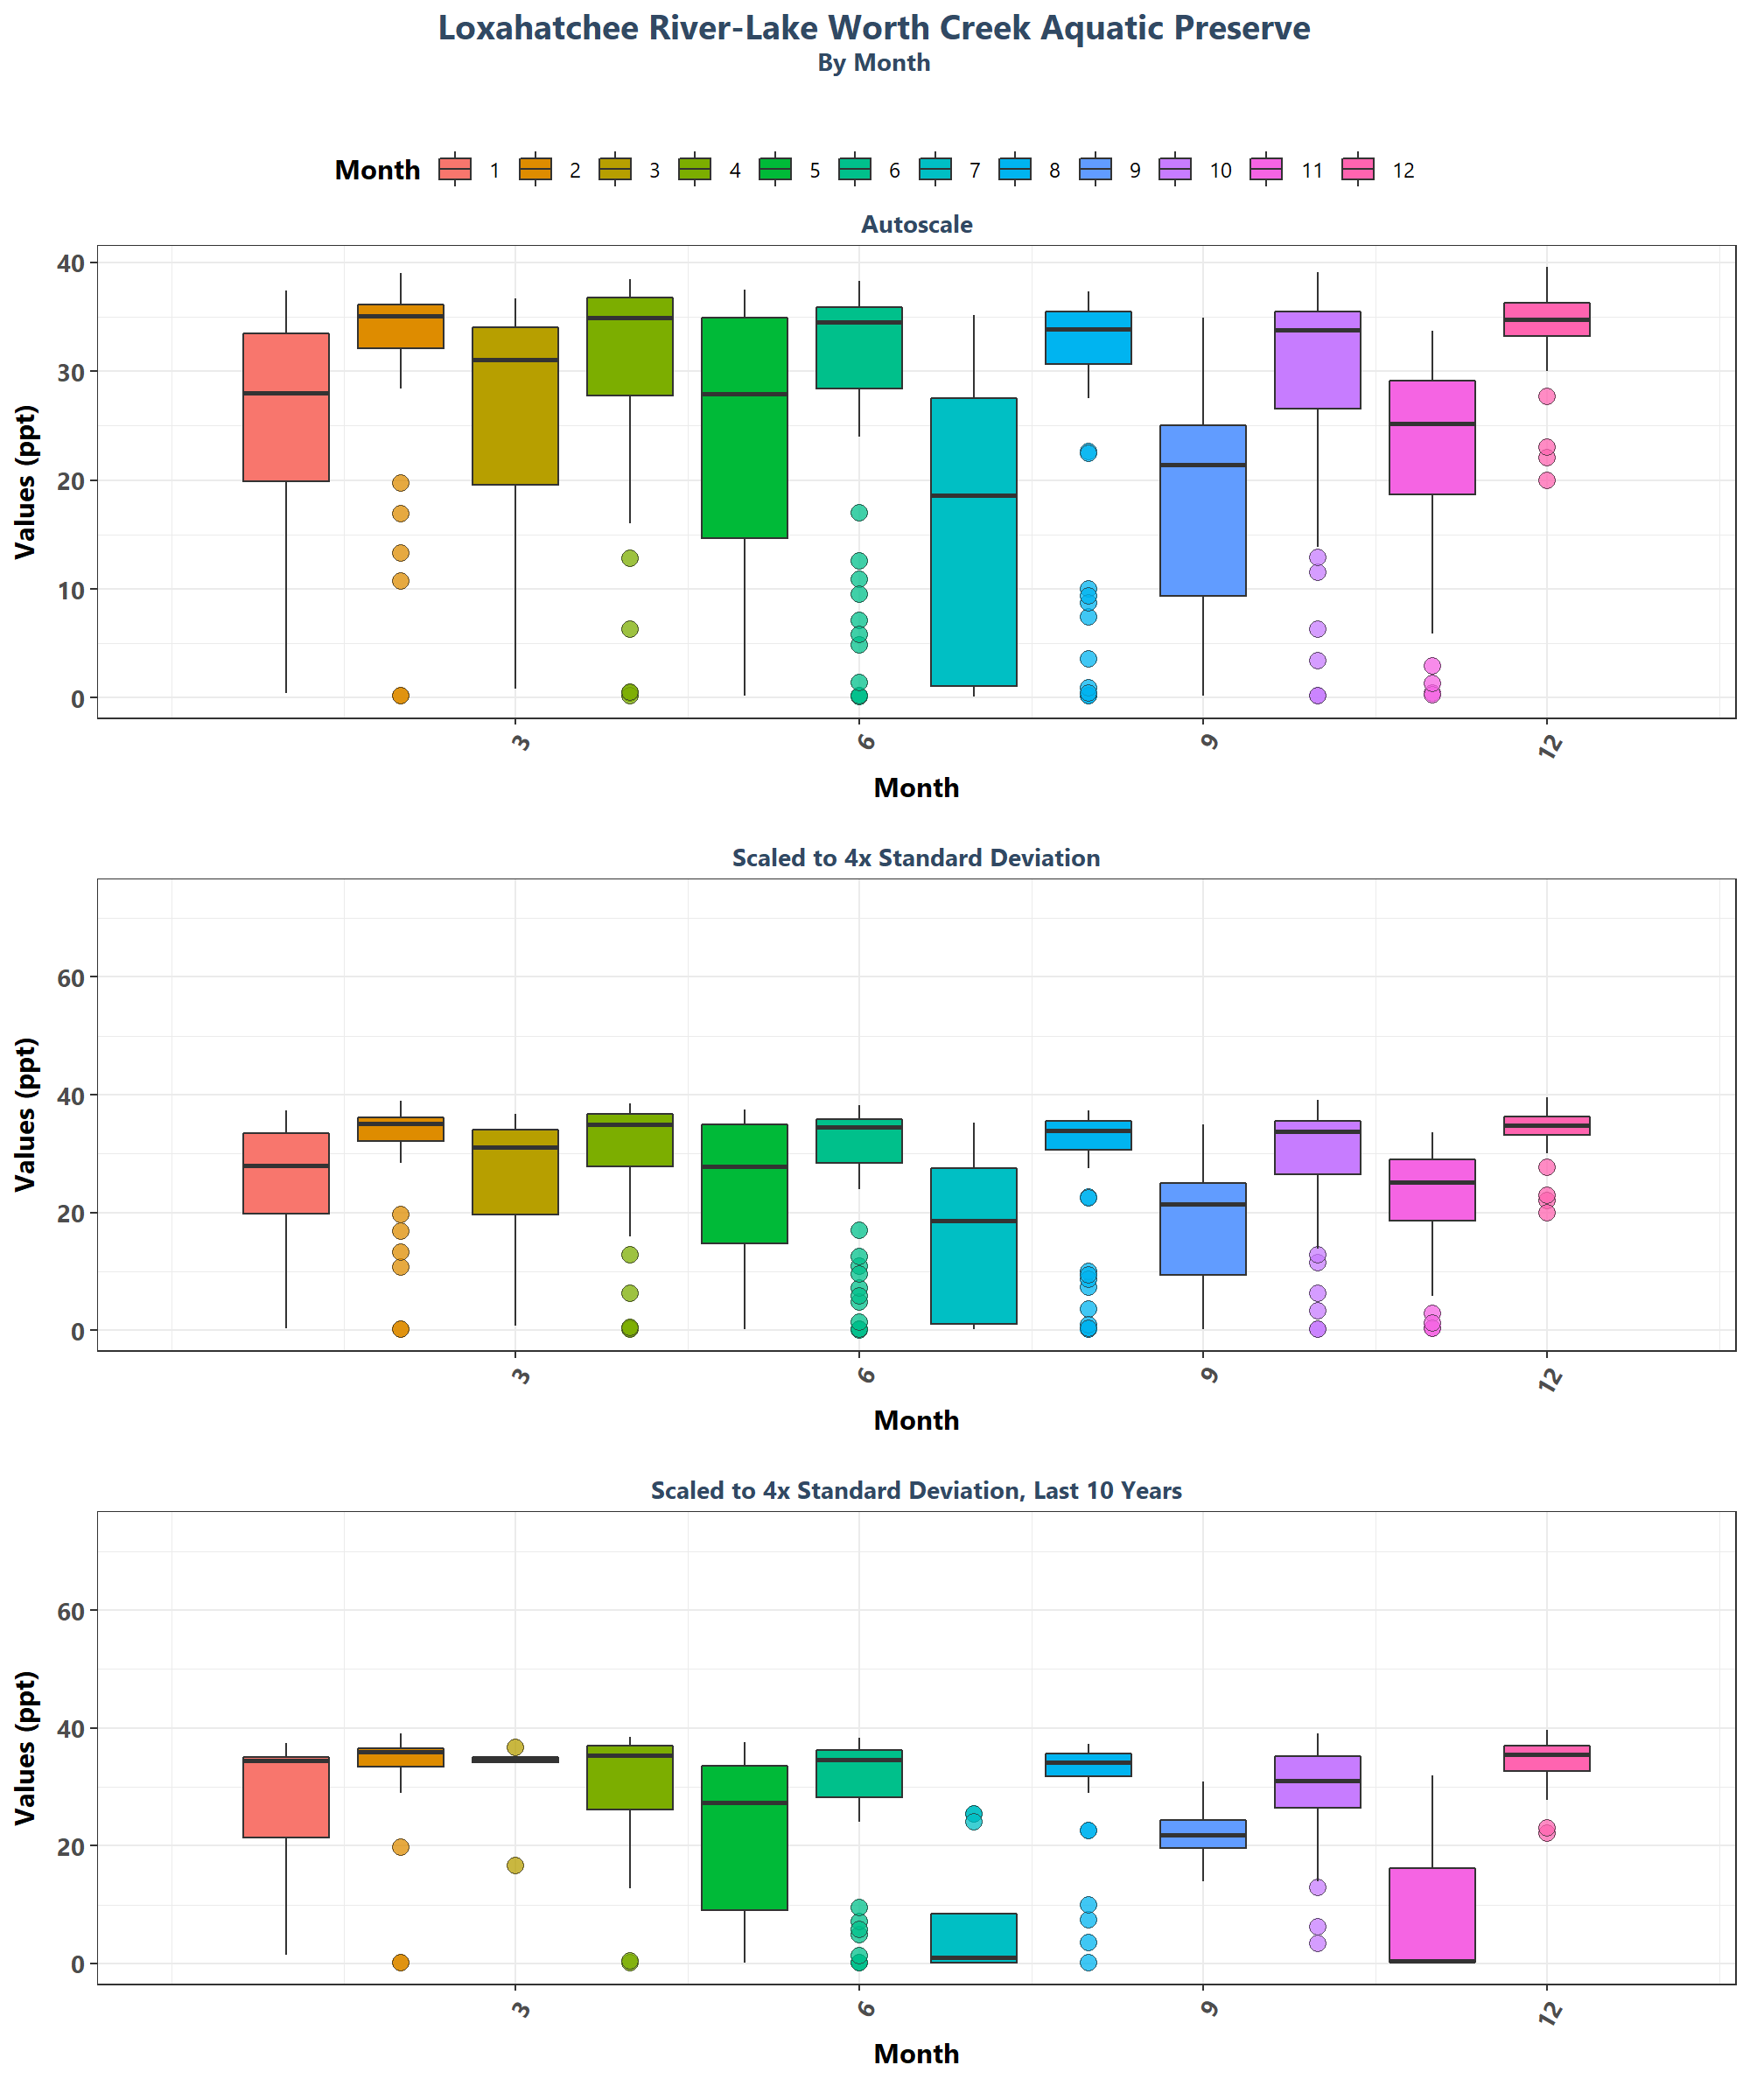 Loxahatchee River-Lake Worth Creek Aquatic Preserve
By Month
Month 1 2 3 4 5 6 7 8 9 10 11 12
Autoscale
Values (ppt)
40
30
20
10
0
3 6 9 12
Month
Scaled to 4x Standard Deviation
Values (ppt)
60
40
20
0
3 6 9 12
Month
Scaled to 4x Standard Deviation, Last 10 Years
Values (ppt)
60
40
20
0
3 6 9 12
Month